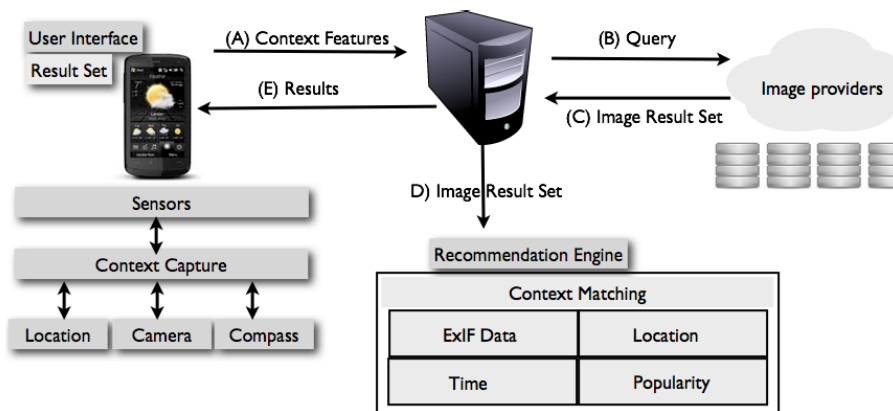 User Interface
Result Set
(A) Context Features
(B) Query
(E) Results
(C) Image Result Set
Image providers
D) Image Result Set
Sensors
Context Capture
Location
Camera
Compass
Recommendation Engine
Context Matching
ExIF Data
Location
Time
Popularity